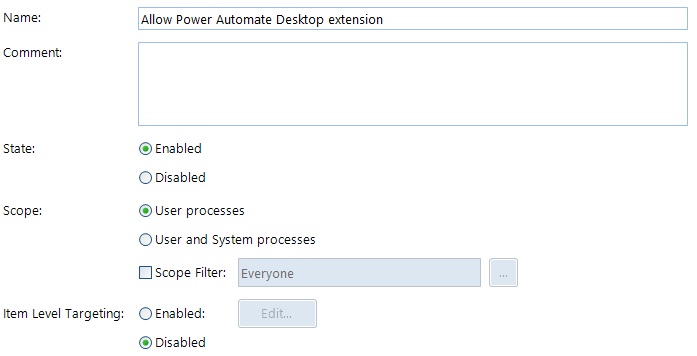 Name: Allow Power Automate Desktop extension
Comment:
State: Enabled
Disabled
Scope: User processes
User and System processes
Scope Filter: Everyone ...
Item Level Targeting: Enabled: Edit...
Disabled